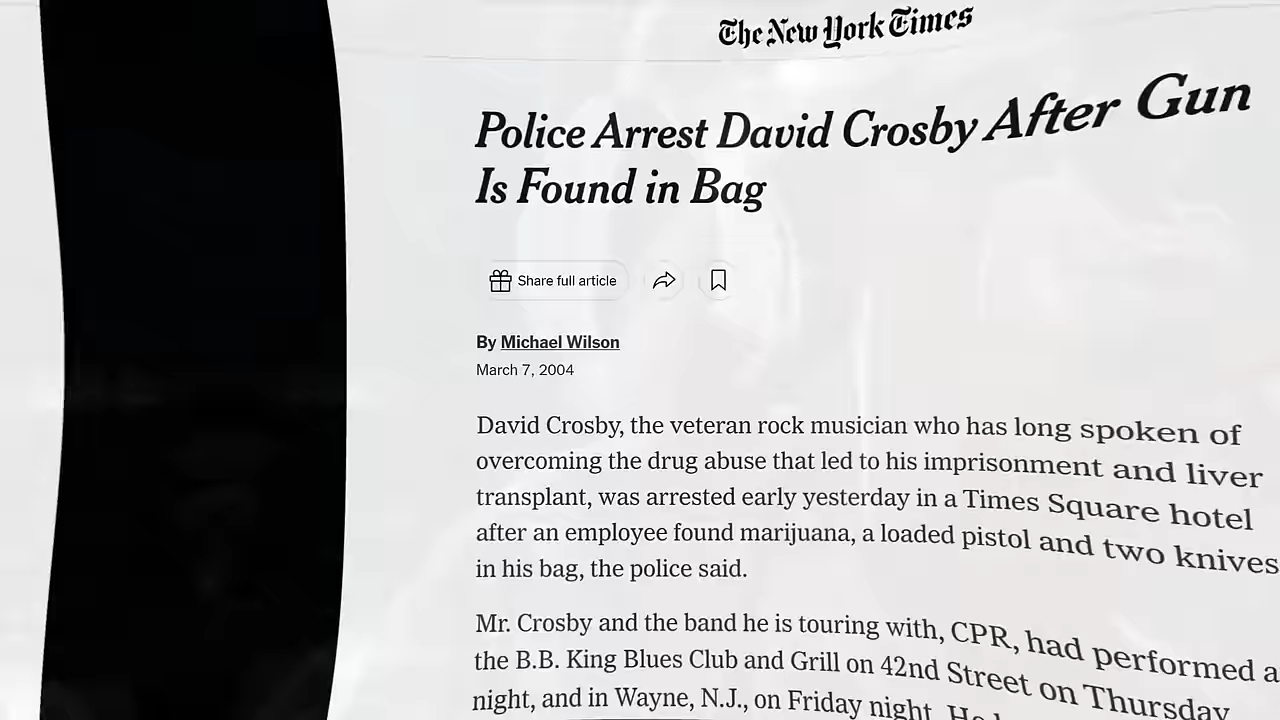 The New York Times
Police Arrest David Crosby After Gun
Is Found in Bag
Share full article
By Michael Wilson
March 7, 2004
David Crosby, the veteran rock musician who has long spoken of
overcoming the drug abuse that led to his imprisonment and liver
transplant, was arrested early yesterday in a Times Square hotel
after an employee found marijuana, a loaded pistol and two knives
in his bag, the police said.
Mr. Crosby and the band he is touring with, CPR, had performed a
the B.B. King Blues Club and Grill on 42nd Street on Thursday
night, and in Wayne, N.J., on Friday night.